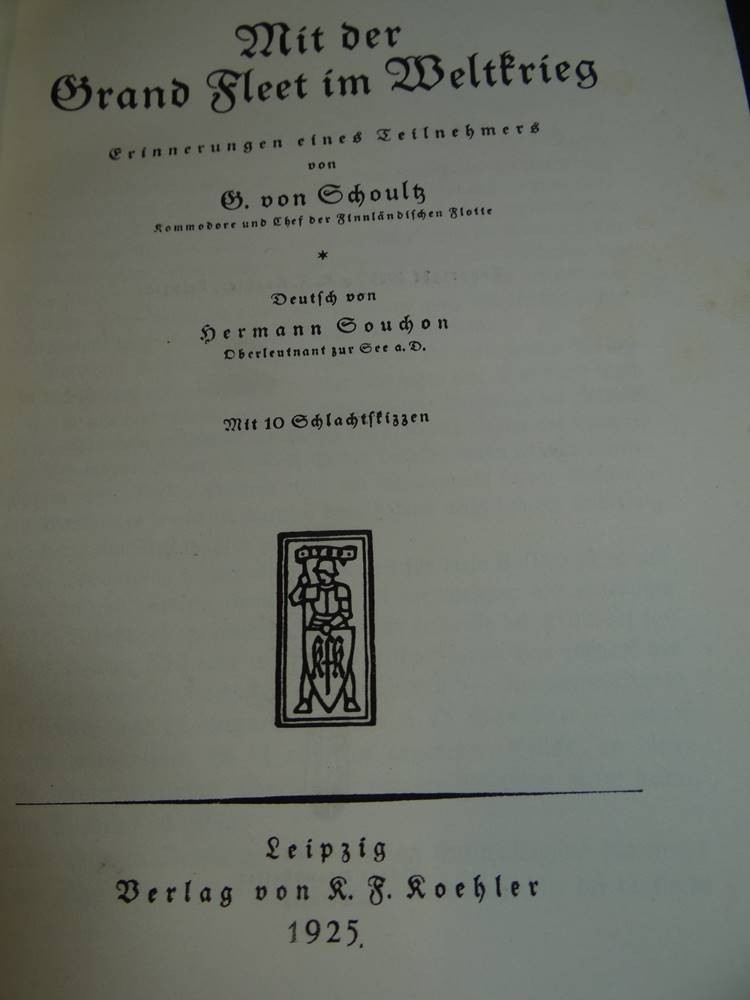 Mit der
Grand Fleet im Weltkrieg
Erinnerungen eines Teilnehmers
von
G. von Schoultz
Kommodore und Chef der Finnländischen Flotte
*
Deutsch von
Hermann Souchon
Oberleutnant zur See a. D.
Mit 10 Schlachtskizzen
KFK
Leipzig
Verlag von K. F. Koehler
1925.